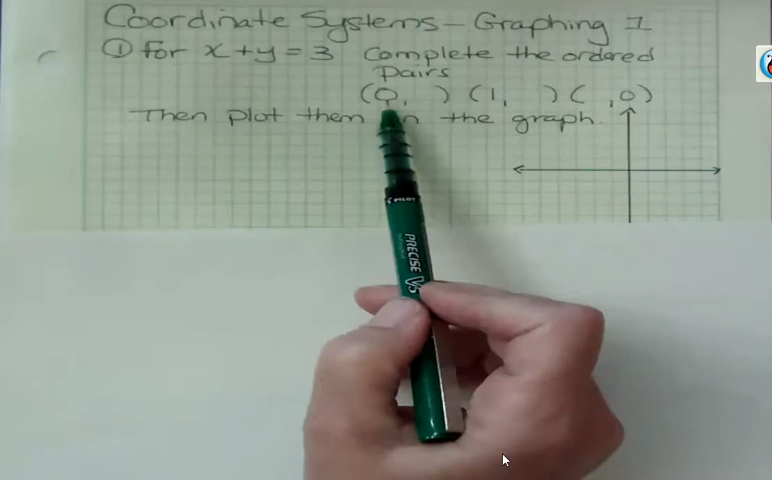 Coordinate Systems - Graphing 1
① for x + y = 3 Complete the ordered
Pairs
(0, ) (1, ) ( , 0)
Then plot them on the graph.
PILOT
PRECISE V5